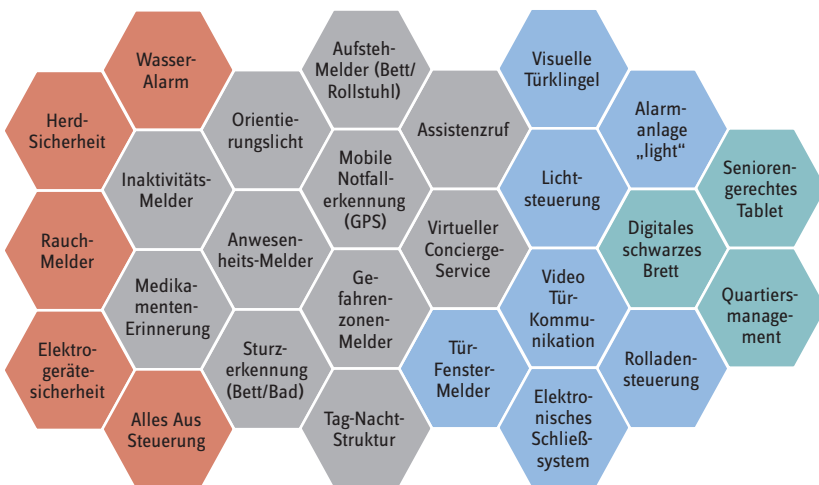 Wasser-
Alarm
Herd-
Sicherheit
Rauch-
Melder
Elektro-
gerätesicherheit
Alles Aus
Steuerung
Inaktivitäts-
Melder
Medika-
menten-
Erinnerung
Orientie-
rungslicht
Anwesen-
heits-Melder
Sturz-
erkennung
(Bett/Bad)
Aufsteh-
Melder (Bett/
Rollstuhl)
Mobile
Notfall-
erkennung
(GPS)
Ge-
fahren-
zonen-
Melder
Tag-Nacht-
Struktur
Assistenzruf
Virtueller
Concierge-
Service
Tür-
Fenster-
Melder
Visuelle
Türklingel
Licht-
steuerung
Video
Tür-
Kommu-
nikation
Elektro-
nisches
Schließ-
system
Alarm-
anlage
„light“
Digitales
schwarzes
Brett
Rolladen-
steuerung
Senioren-
gerechtes
Tablet
Quartiers-
manage-
ment